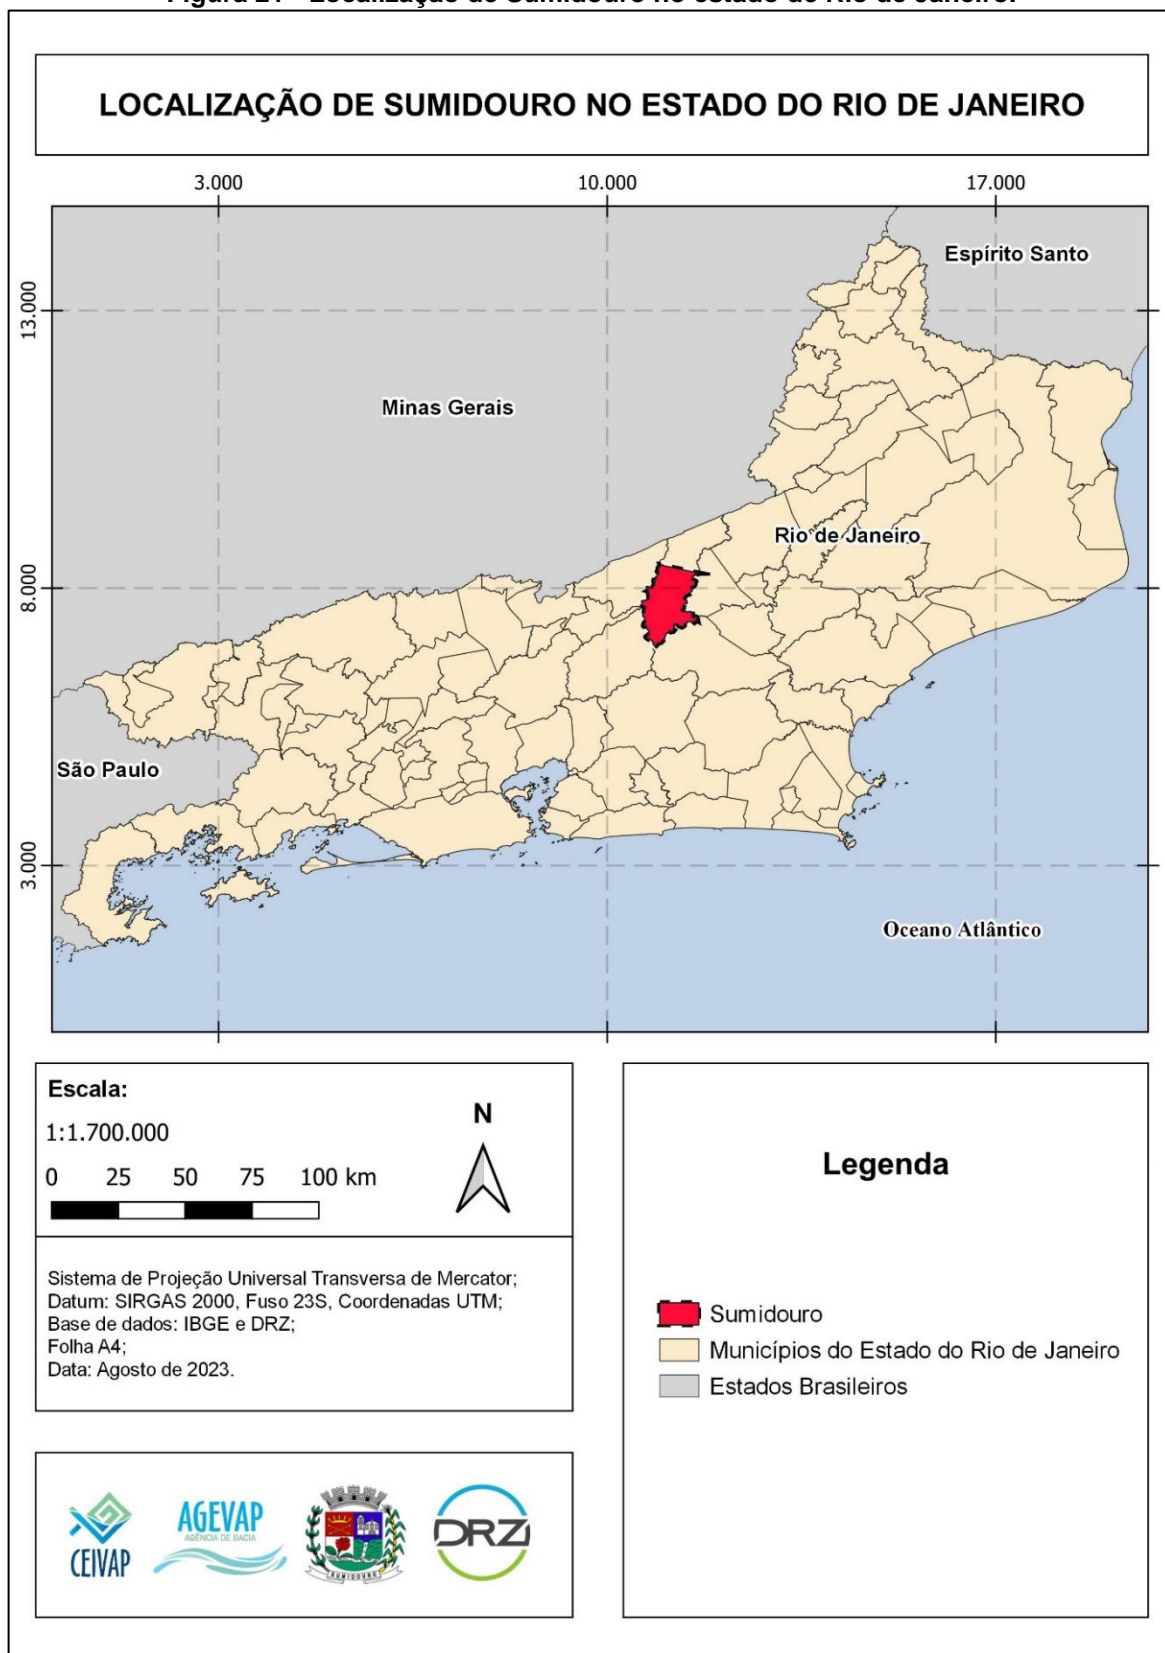 LOCALIZAÇÃO DE SUMIDOURO NO ESTADO DO RIO DE JANEIRO
3.000 10.000 17.000
Espírito Santo
13.000
Minas Gerais
Rio de Janeiro
8.000
São Paulo
3.000
Oceano Atlântico
Escala:
1:1.700.000
N
0 25 50 75 100 km
Sistema de Projeção Universal Transversa de Mercator;
Datum: SIRGAS 2000, Fuso 23S, Coordenadas UTM;
Base de dados: IBGE e DRZ;
Folha A4;
Data: Agosto de 2023.
Legenda
Sumidouro
Municípios do Estado do Rio de Janeiro
Estados Brasileiros
CEIVAP
AGEVAP
AGÊNCIA DE BACIA
SUMIDOURO
DRZ